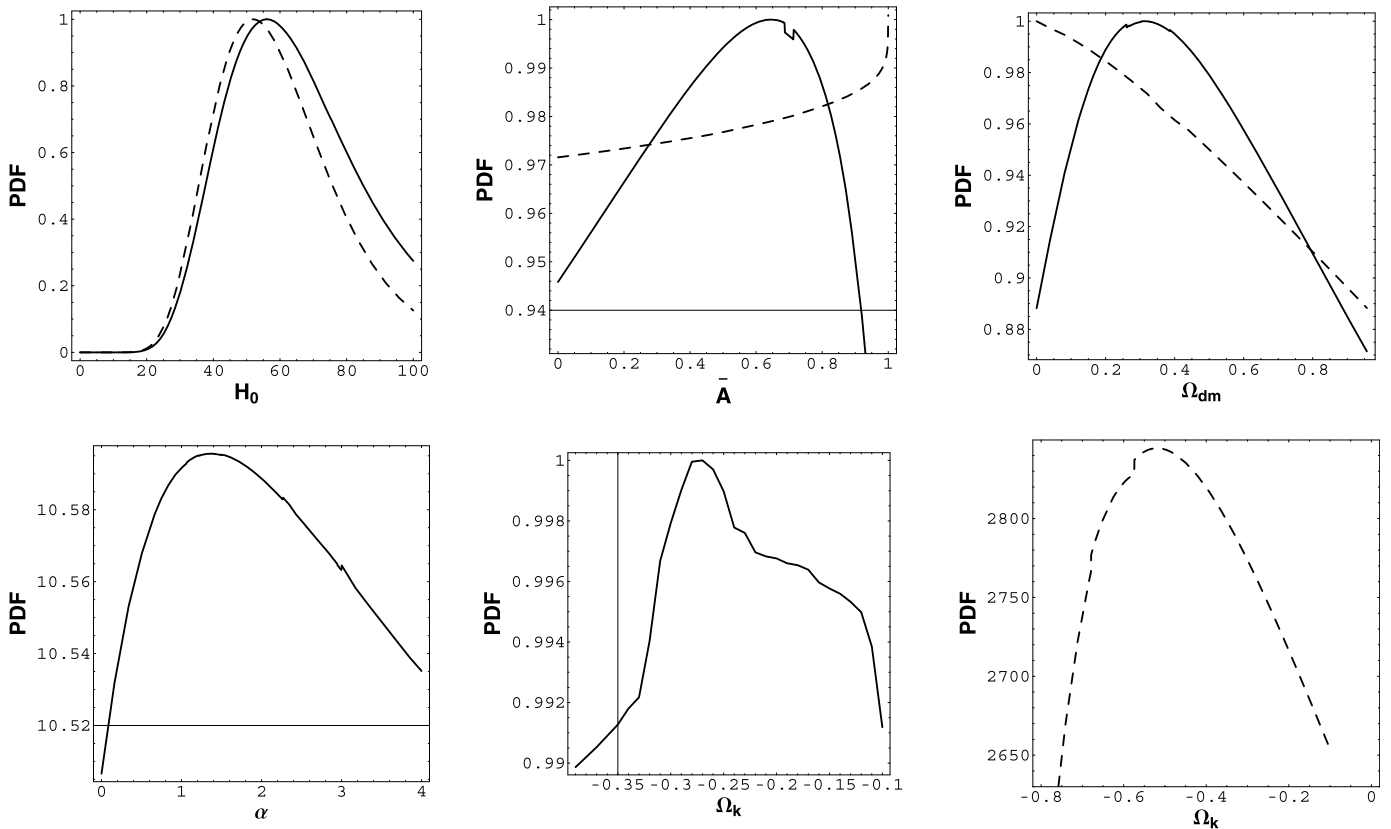 1
0.8
0.6
0.4
0.2
0
PDF
0 20 40 60 80 100
H0
1
0.99
0.98
0.97
0.96
0.95
0.94
PDF
0 0.2 0.4 0.6 0.8 1
Ā
1
0.98
0.96
0.94
0.92
0.9
0.88
PDF
0 0.2 0.4 0.6 0.8
Ωdm
10.58
10.56
10.54
10.52
PDF
0 1 2 3 4
α
1
0.998
0.996
0.994
0.992
0.99
PDF
-0.35 -0.3 -0.25 -0.2 -0.15 -0.1
Ωk
2800
2750
2700
2650
PDF
-0.8 -0.6 -0.4 -0.2 0
Ωk